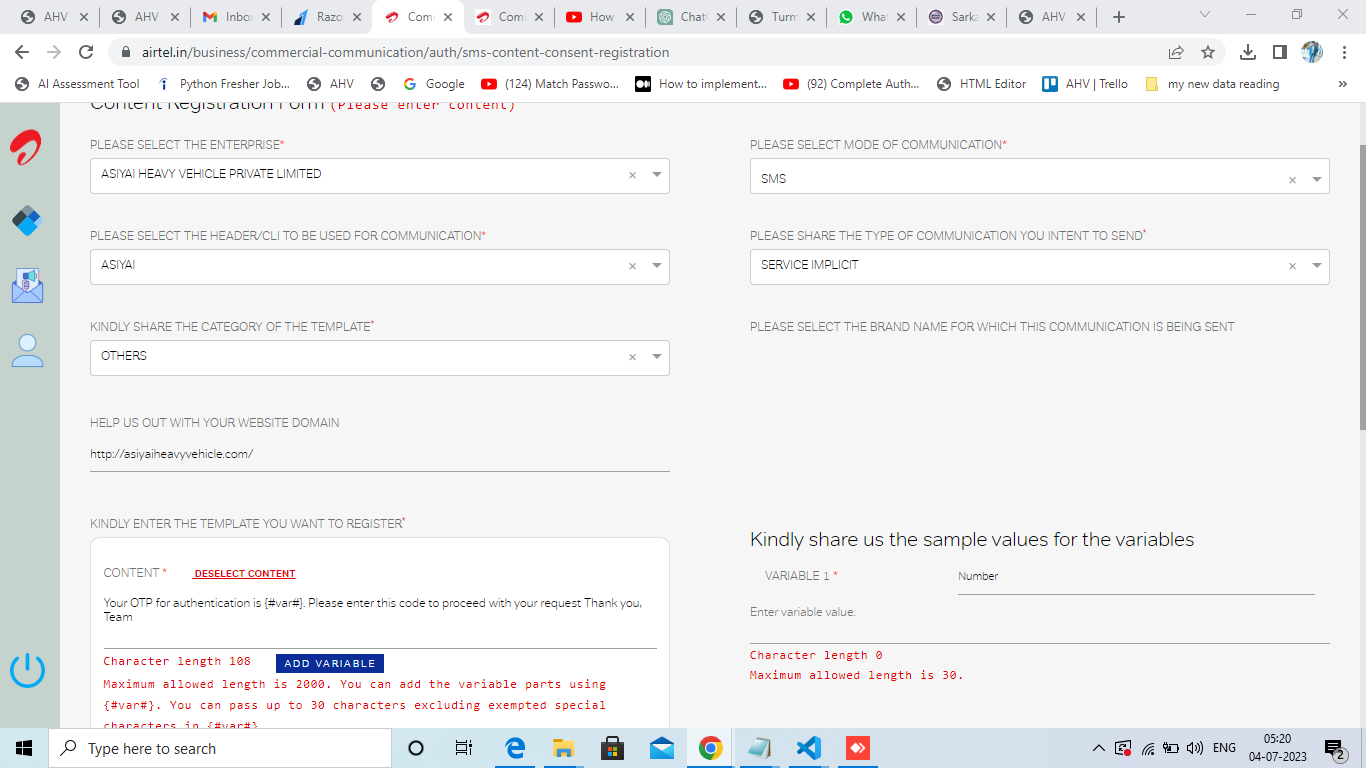 AHV
AHV
Inbox
Razo
Com
Com
How
Chat
Turm
What
Sarka
AHV
airtel.in/business/commercial-communication/auth/sms-content-consent-registration
AI Assessment Tool
Python Fresher Job...
AHV
Google
(124) Match Passwo...
How to implement...
(92) Complete Auth...
HTML Editor
AHV | Trello
my new data reading
»
Content Registration Form (Please enter content)
PLEASE SELECT THE ENTERPRISE*
PLEASE SELECT MODE OF COMMUNICATION*
ASIYAI HEAVY VEHICLE PRIVATE LIMITED ×
SMS ×
PLEASE SELECT THE HEADER/CLI TO BE USED FOR COMMUNICATION*
PLEASE SHARE THE TYPE OF COMMUNICATION YOU INTENT TO SEND*
ASIYAI ×
SERVICE IMPLICIT ×
KINDLY SHARE THE CATEGORY OF THE TEMPLATE*
PLEASE SELECT THE BRAND NAME FOR WHICH THIS COMMUNICATION IS BEING SENT
OTHERS ×
HELP US OUT WITH YOUR WEBSITE DOMAIN
http://asiyaiheavyvehicle.com/
KINDLY ENTER THE TEMPLATE YOU WANT TO REGISTER*
CONTENT * DESELECT CONTENT
Your OTP for authentication is {#var#}. Please enter this code to proceed with your request Thank you,
Team
Character length 108 ADD VARIABLE
Maximum allowed length is 2000. You can add the variable parts using
{#var#}. You can pass up to 30 characters excluding exempted special
characters in {#var#}
Kindly share us the sample values for the variables
VARIABLE 1 * Number
Enter variable value.
Character length 0
Maximum allowed length is 30.
Type here to search
ENG
05:20
04-07-2023
2